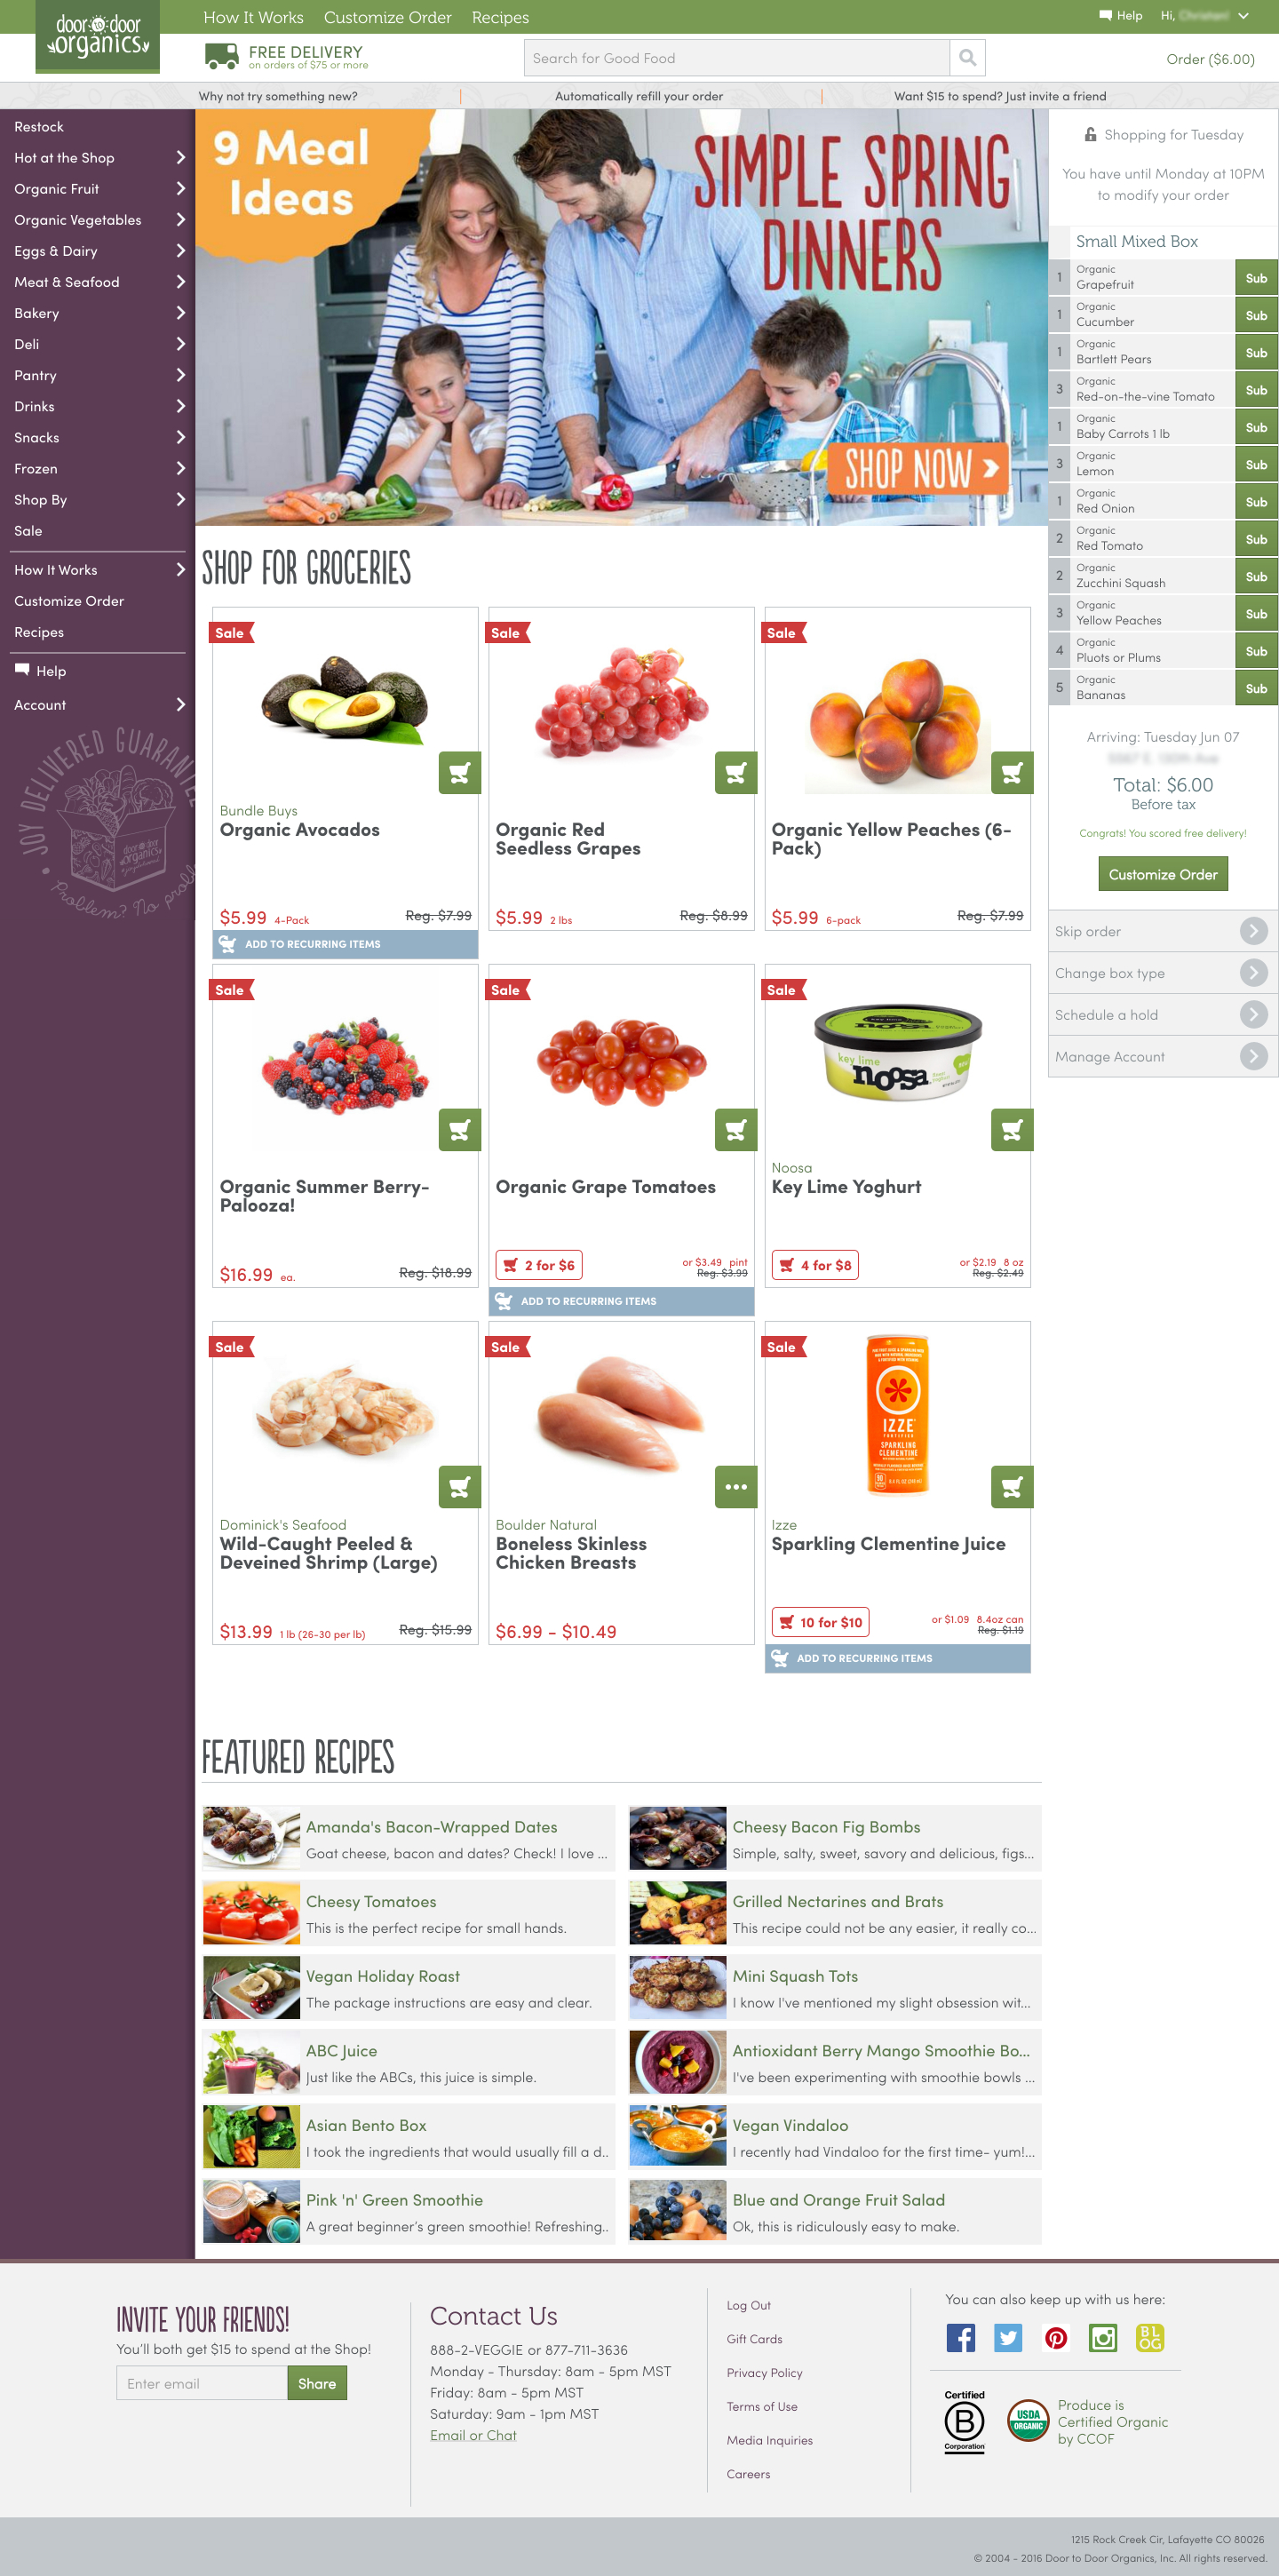 door to door
organics
How It Works
Customize Order
Recipes
Help
Hi,
FREE DELIVERY
on orders of $75 or more
Search for Good Food
Order ($6.00)
Why not try something new?
Automatically refill your order
Want $15 to spend? Just invite a friend
Restock
Hot at the Shop
Organic Fruit
Organic Vegetables
Eggs & Dairy
Meat & Seafood
Bakery
Deli
Pantry
Drinks
Snacks
Frozen
Shop By
Sale
How It Works
Customize Order
Recipes
Help
Account
JOY DELIVERED GUARANTE
door to door
organics
Problem? No probl
9 Meal
Ideas
SIMPLE SPRING
DINNERS
SHOP NOW
SHOP FOR GROCERIES
Sale
Bundle Buys
Organic Avocados
$5.99 4-Pack Reg. $7.99
ADD TO RECURRING ITEMS
Sale
Organic Red
Seedless Grapes
$5.99 2 lbs Reg. $8.99
Sale
Organic Yellow Peaches (6-
Pack)
$5.99 6-pack Reg. $7.99
Sale
Organic Summer Berry-
Palooza!
$16.99 ea. Reg. $18.99
Sale
Organic Grape Tomatoes
2 for $6
or $3.49 pint
Reg. $3.99
ADD TO RECURRING ITEMS
Sale
key lime
noosa
Noosa
Key Lime Yoghurt
4 for $8
or $2.19 8 oz
Reg. $2.49
Sale
Dominick's Seafood
Wild-Caught Peeled &
Deveined Shrimp (Large)
$13.99 1 lb (26-30 per lb) Reg. $15.99
Sale
Boulder Natural
Boneless Skinless
Chicken Breasts
$6.99 - $10.49
Sale
IZZE
FORTIFIED
SPARKLING
CLEMENTINE
Izze
Sparkling Clementine Juice
10 for $10
or $1.09 8.4oz can
Reg. $1.19
ADD TO RECURRING ITEMS
Shopping for Tuesday
You have until Monday at 10PM
to modify your order
Small Mixed Box
1 Organic
Grapefruit Sub
1 Organic
Cucumber Sub
1 Organic
Bartlett Pears Sub
3 Organic
Red-on-the-vine Tomato Sub
1 Organic
Baby Carrots 1 lb Sub
3 Organic
Lemon Sub
1 Organic
Red Onion Sub
2 Organic
Red Tomato Sub
2 Organic
Zucchini Squash Sub
3 Organic
Yellow Peaches Sub
4 Organic
Pluots or Plums Sub
5 Organic
Bananas Sub
Arriving: Tuesday Jun 07
Total: $6.00
Before tax
Congrats! You scored free delivery!
Customize Order
Skip order
Change box type
Schedule a hold
Manage Account
FEATURED RECIPES
Amanda's Bacon-Wrapped Dates
Goat cheese, bacon and dates? Check! I love ...
Cheesy Bacon Fig Bombs
Simple, salty, sweet, savory and delicious, figs...
Cheesy Tomatoes
This is the perfect recipe for small hands.
Grilled Nectarines and Brats
This recipe could not be any easier, it really co...
Vegan Holiday Roast
The package instructions are easy and clear.
Mini Squash Tots
I know I've mentioned my slight obsession wit...
ABC Juice
Just like the ABCs, this juice is simple.
Antioxidant Berry Mango Smoothie Bo...
I've been experimenting with smoothie bowls ...
Asian Bento Box
I took the ingredients that would usually fill a d..
Vegan Vindaloo
I recently had Vindaloo for the first time- yum!...
Pink 'n' Green Smoothie
A great beginner's green smoothie! Refreshing..
Blue and Orange Fruit Salad
Ok, this is ridiculously easy to make.
INVITE YOUR FRIENDS!
You'll both get $15 to spend at the Shop!
Enter email
Share
Contact Us
888-2-VEGGIE or 877-711-3636
Monday - Thursday: 8am - 5pm MST
Friday: 8am - 5pm MST
Saturday: 9am - 1pm MST
Email or Chat
Log Out
Gift Cards
Privacy Policy
Terms of Use
Media Inquiries
Careers
You can also keep up with us here:
BLOG
Certified
B
Corporation
USDA
ORGANIC
Produce is
Certified Organic
by CCOF
1215 Rock Creek Cir, Lafayette CO 80026
© 2004 - 2016 Door to Door Organics, Inc. All rights reserved.